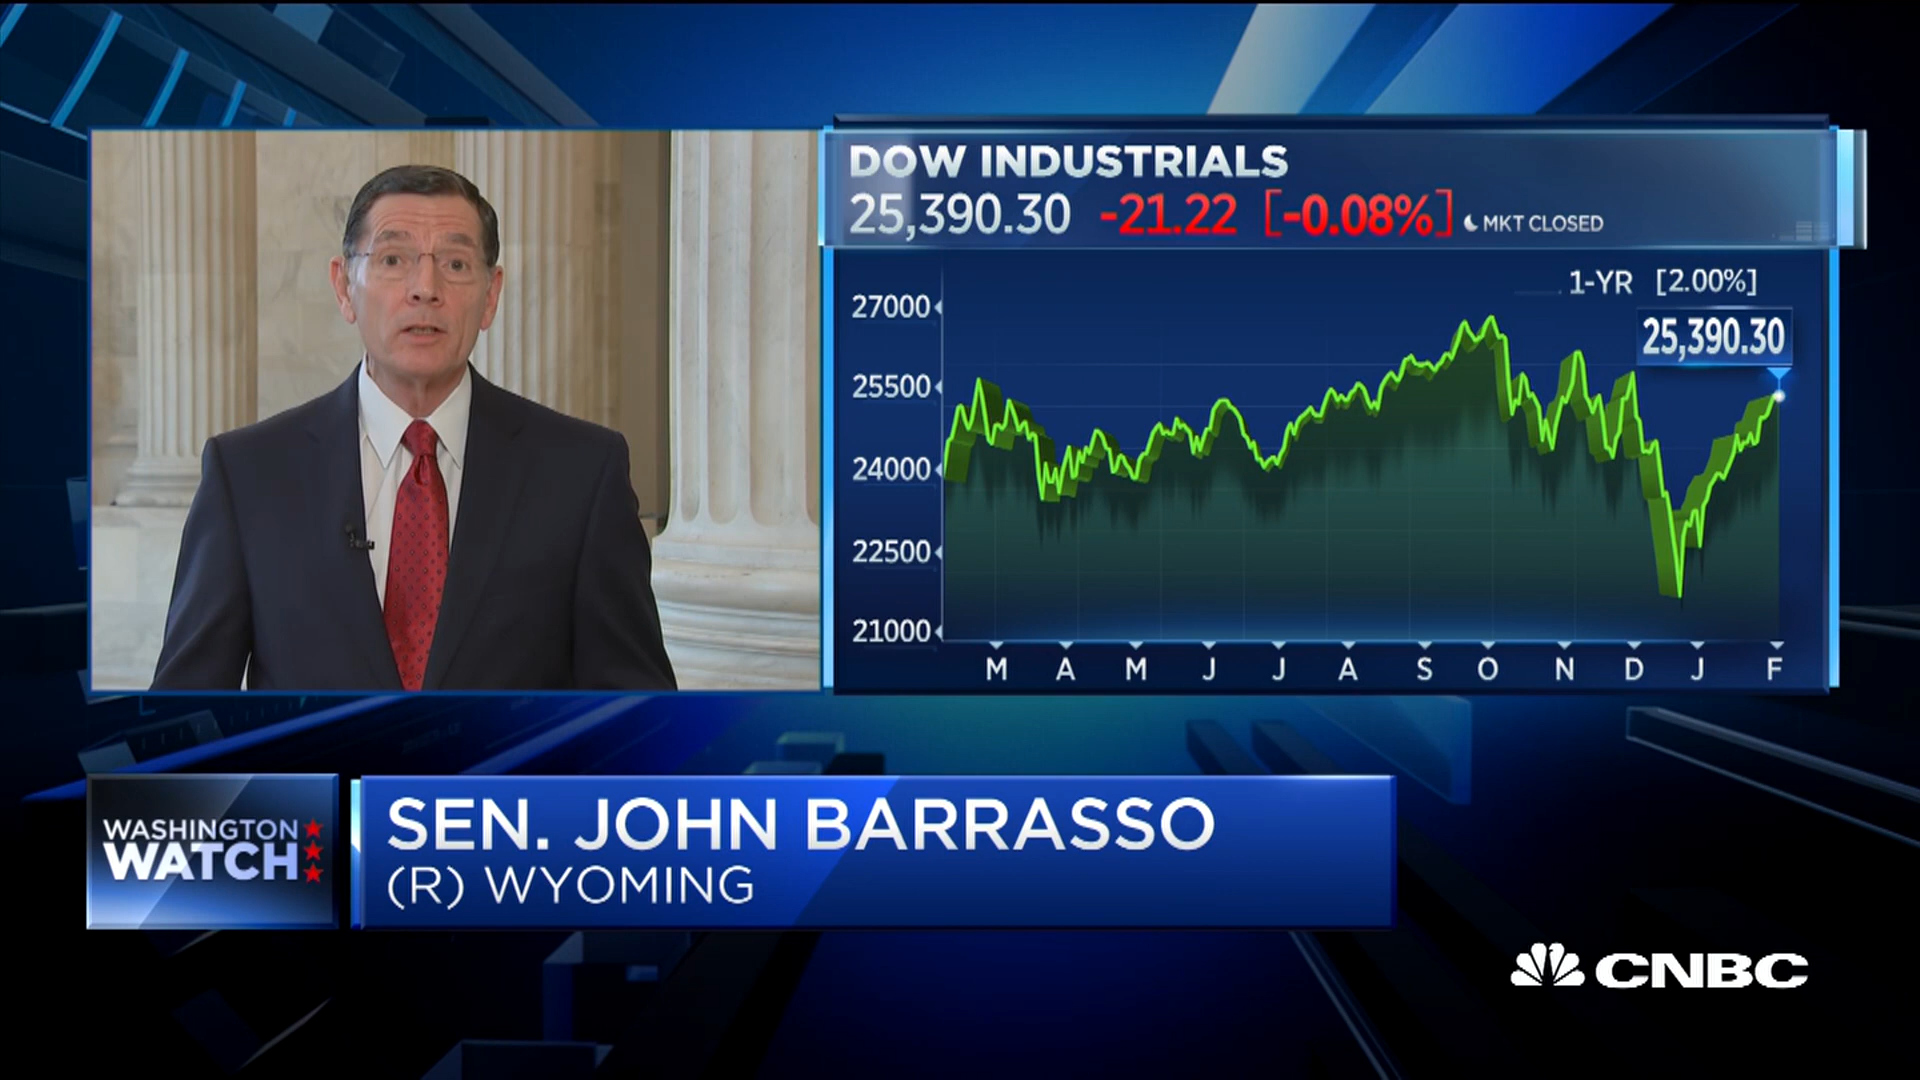 DOW INDUSTRIALS
25,390.30 -21.22 [-0.08%] MKT CLOSED
1-YR [2.00%]
25,390.30
27000
25500
24000
22500
21000
M A M J J A S O N D J F
WASHINGTON
WATCH
SEN. JOHN BARRASSO
(R) WYOMING
CNBC